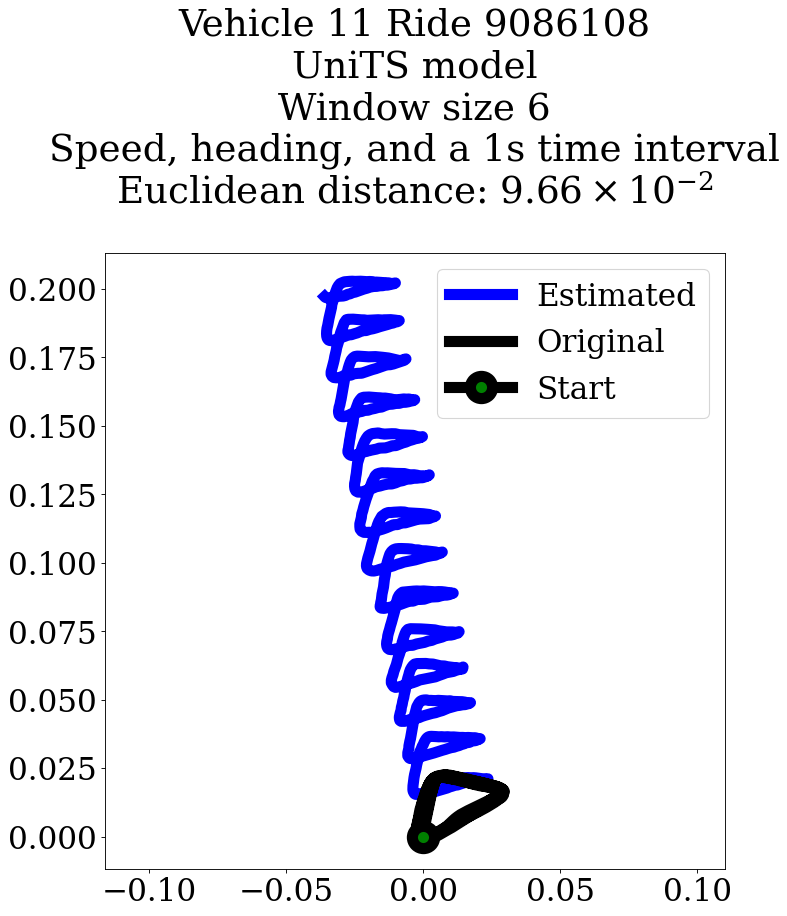 Vehicle 11 Ride 9086108
UniTS model
Window size 6
Speed, heading, and a 1s time interval
Euclidean distance: 9.66 × 10⁻²
Estimated
Original
Start
0.200
0.175
0.150
0.125
0.100
0.075
0.050
0.025
0.000
−0.10 −0.05 0.00 0.05 0.10